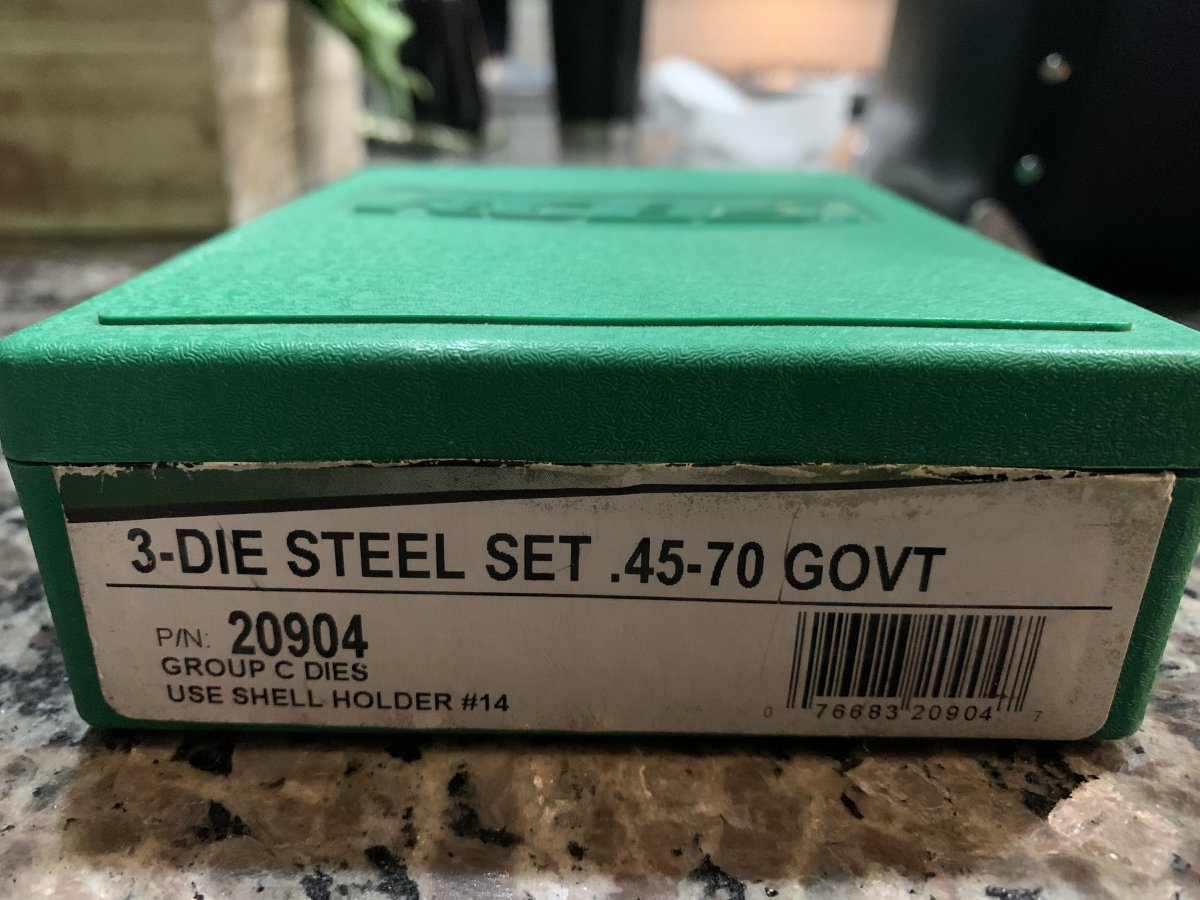 3-DIE STEEL SET .45-70 GOVT
P/N: 20904
GROUP C DIES
USE SHELL HOLDER #14
0 76683 20904 7